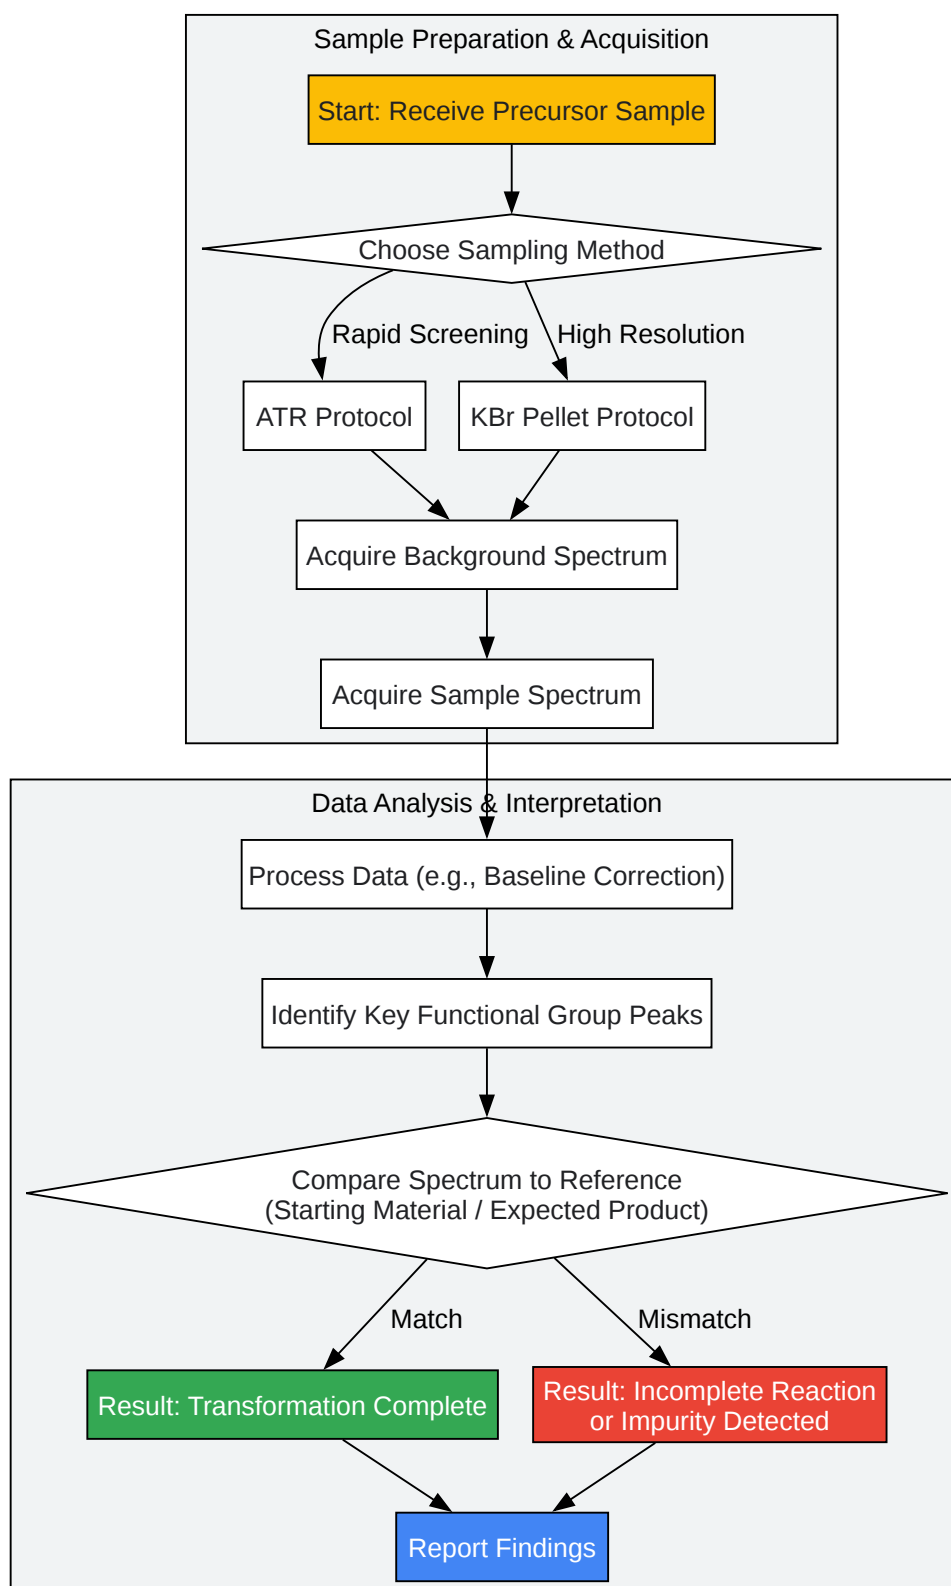 Sample Preparation & Acquisition
Start: Receive Precursor Sample
Choose Sampling Method
Rapid Screening
High Resolution
ATR Protocol
KBr Pellet Protocol
Acquire Background Spectrum
Acquire Sample Spectrum
Data Analysis & Interpretation
Process Data (e.g., Baseline Correction)
Identify Key Functional Group Peaks
Compare Spectrum to Reference
(Starting Material / Expected Product)
Match
Mismatch
Result: Transformation Complete
Result: Incomplete Reaction
or Impurity Detected
Report Findings